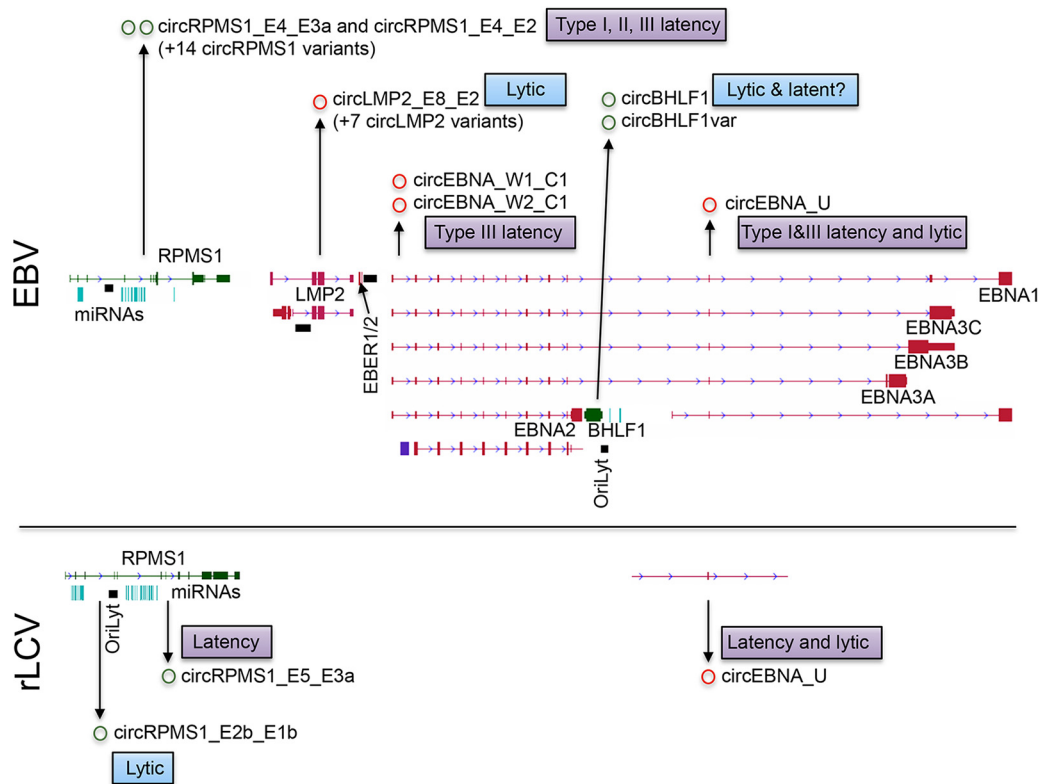 circRPMS1_E4_E3a and circRPMS1_E4_E2
(+14 circRPMS1 variants)
Type I, II, III latency
circLMP2_E8_E2
(+7 circLMP2 variants)
Lytic
circBHLF1
circBHLF1var
Lytic & latent?
circEBNA_W1_C1
circEBNA_W2_C1
Type III latency
circEBNA_U
Type I&III latency and lytic
EBV
RPMS1
miRNAs
LMP2
EBER1/2
EBNA1
EBNA3C
EBNA3B
EBNA3A
EBNA2
BHLF1
OriLyt
rLCV
RPMS1
miRNAs
OriLyt
Latency
circRPMS1_E5_E3a
circRPMS1_E2b_E1b
Lytic
Latency and lytic
circEBNA_U